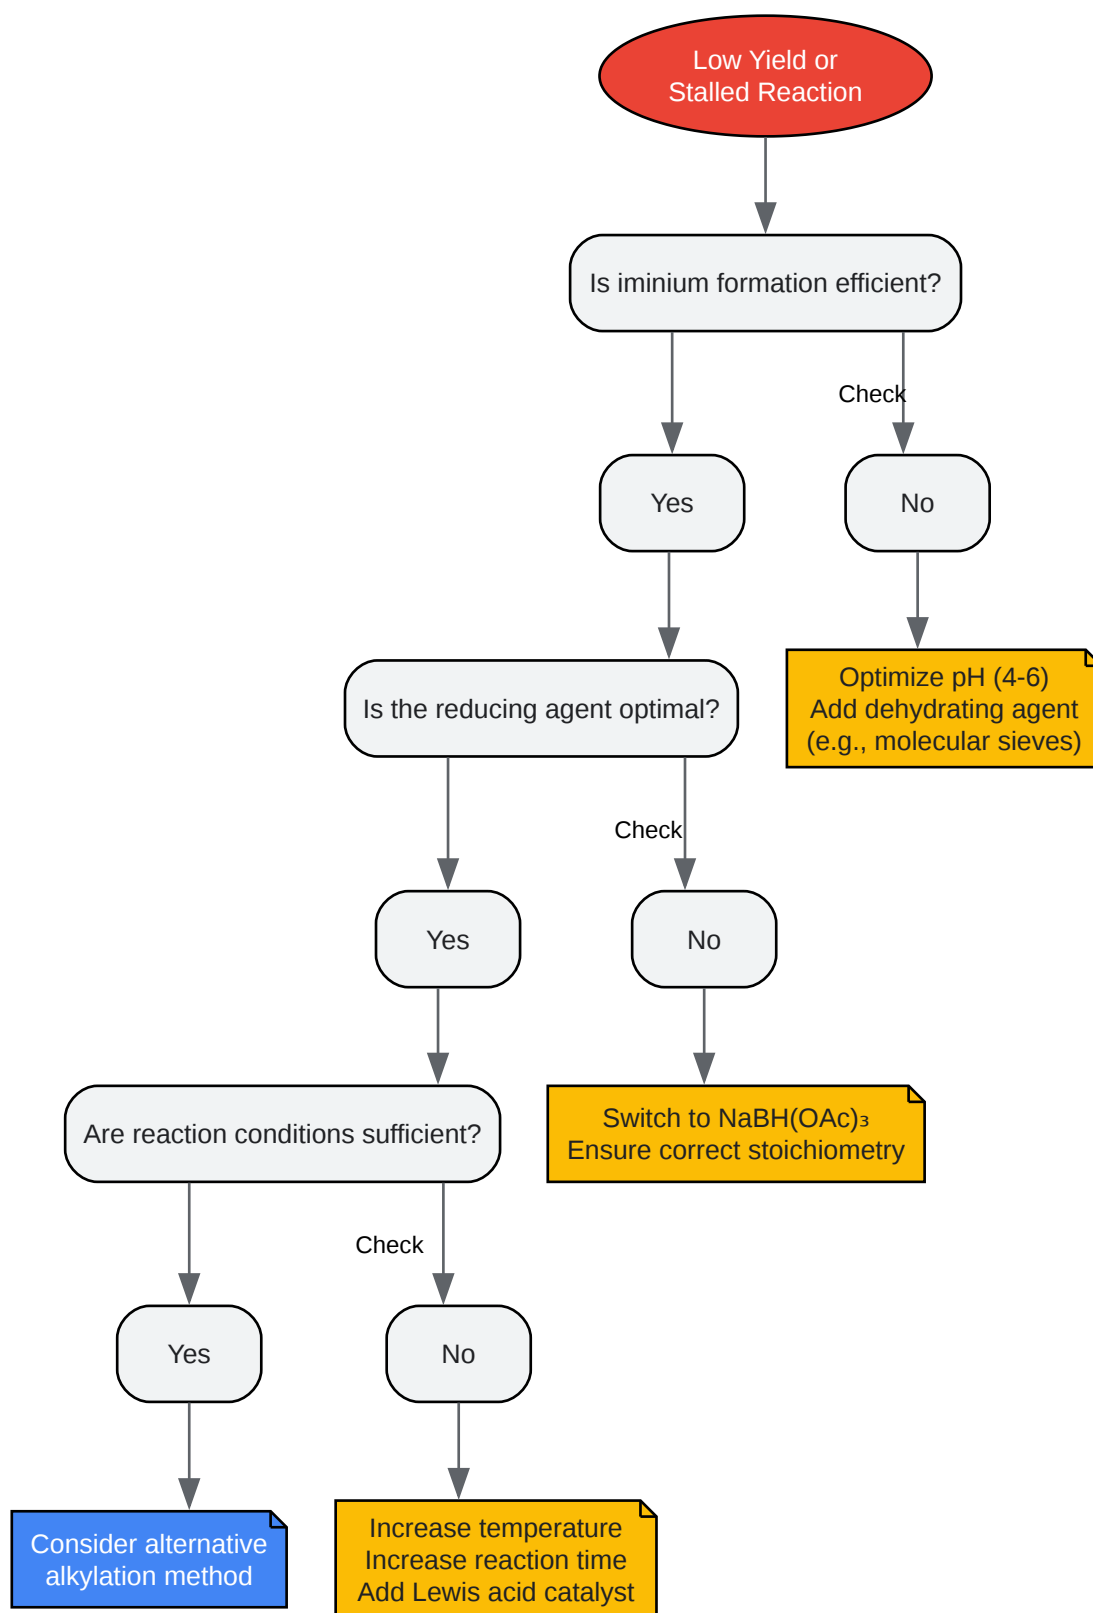 Low Yield or
Stalled Reaction
Is iminium formation efficient?
Check
Yes
No
Optimize pH (4-6)
Add dehydrating agent
(e.g., molecular sieves)
Is the reducing agent optimal?
Check
Yes
No
Switch to NaBH(OAc)₃
Ensure correct stoichiometry
Are reaction conditions sufficient?
Check
Yes
No
Consider alternative
alkylation method
Increase temperature
Increase reaction time
Add Lewis acid catalyst